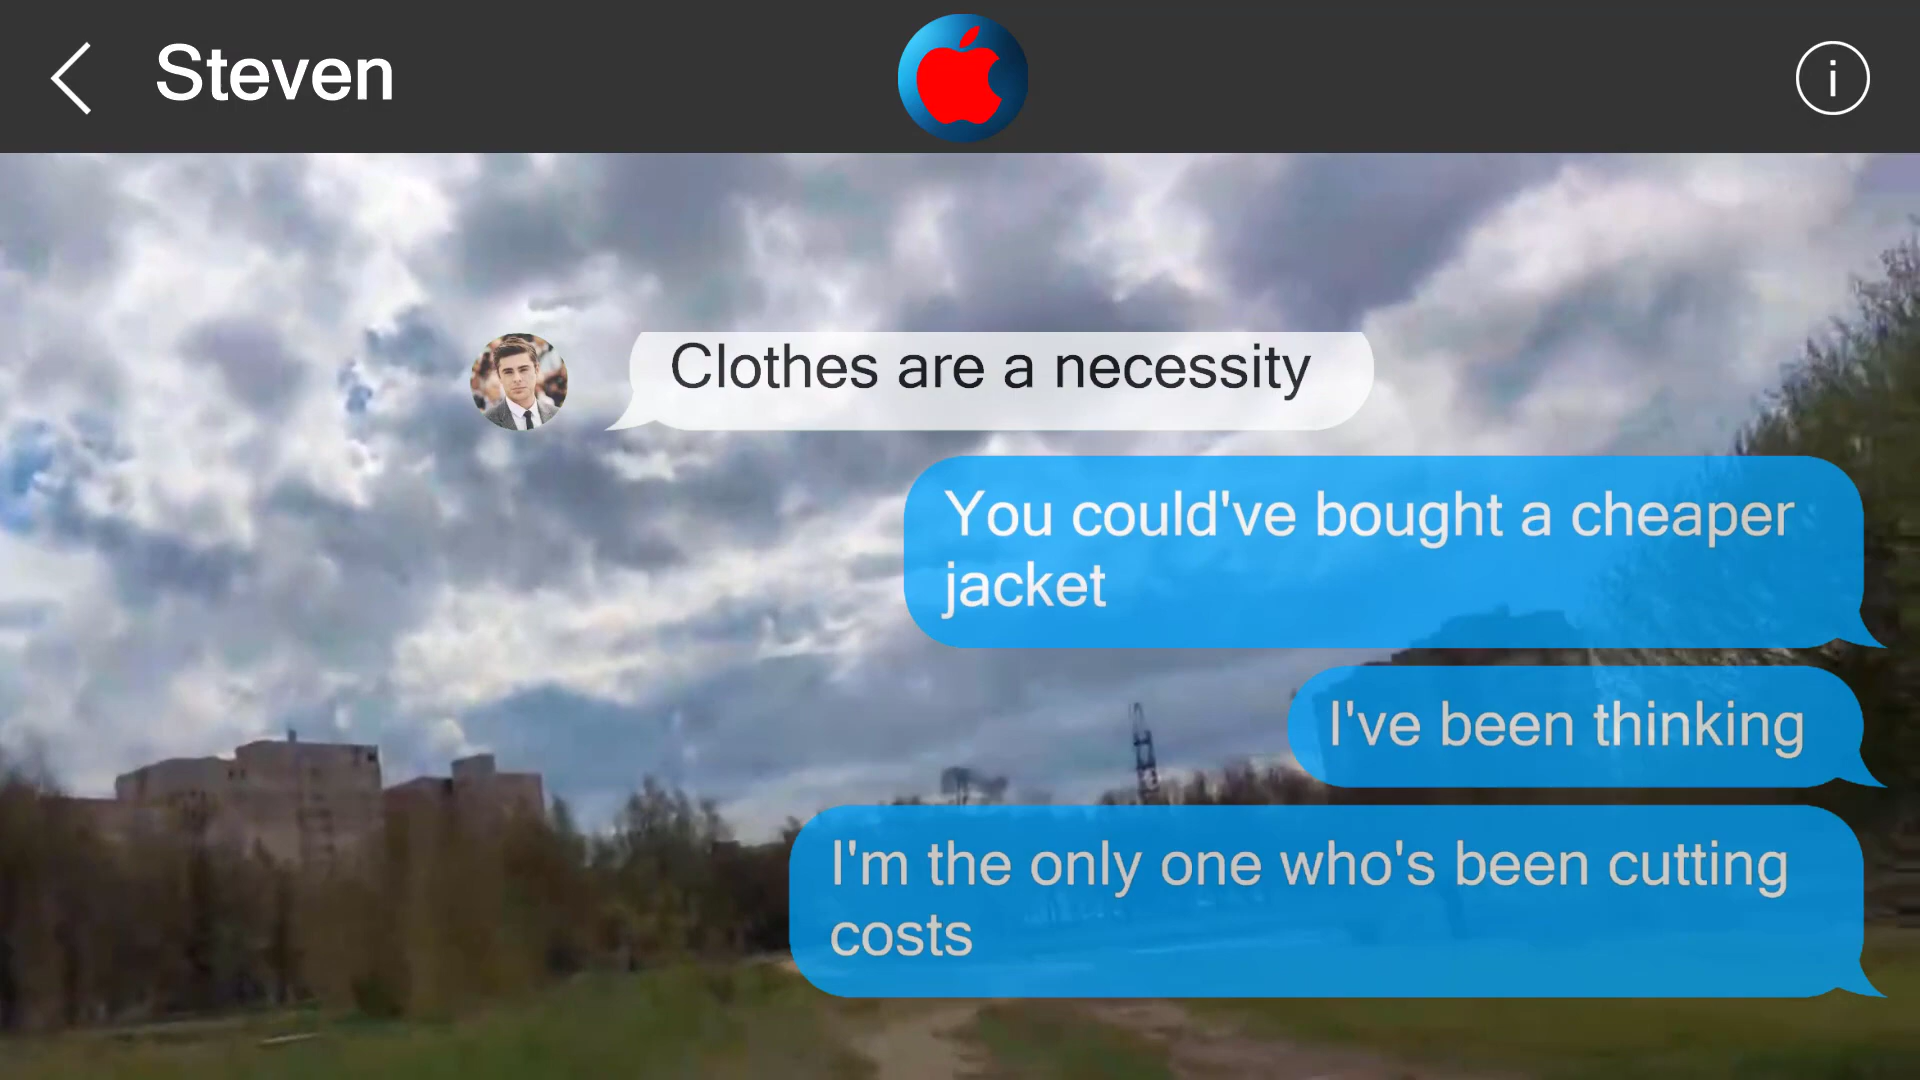 Steven
i
Clothes are a necessity
You could've bought a cheaper
jacket
I've been thinking
I'm the only one who's been cutting
costs